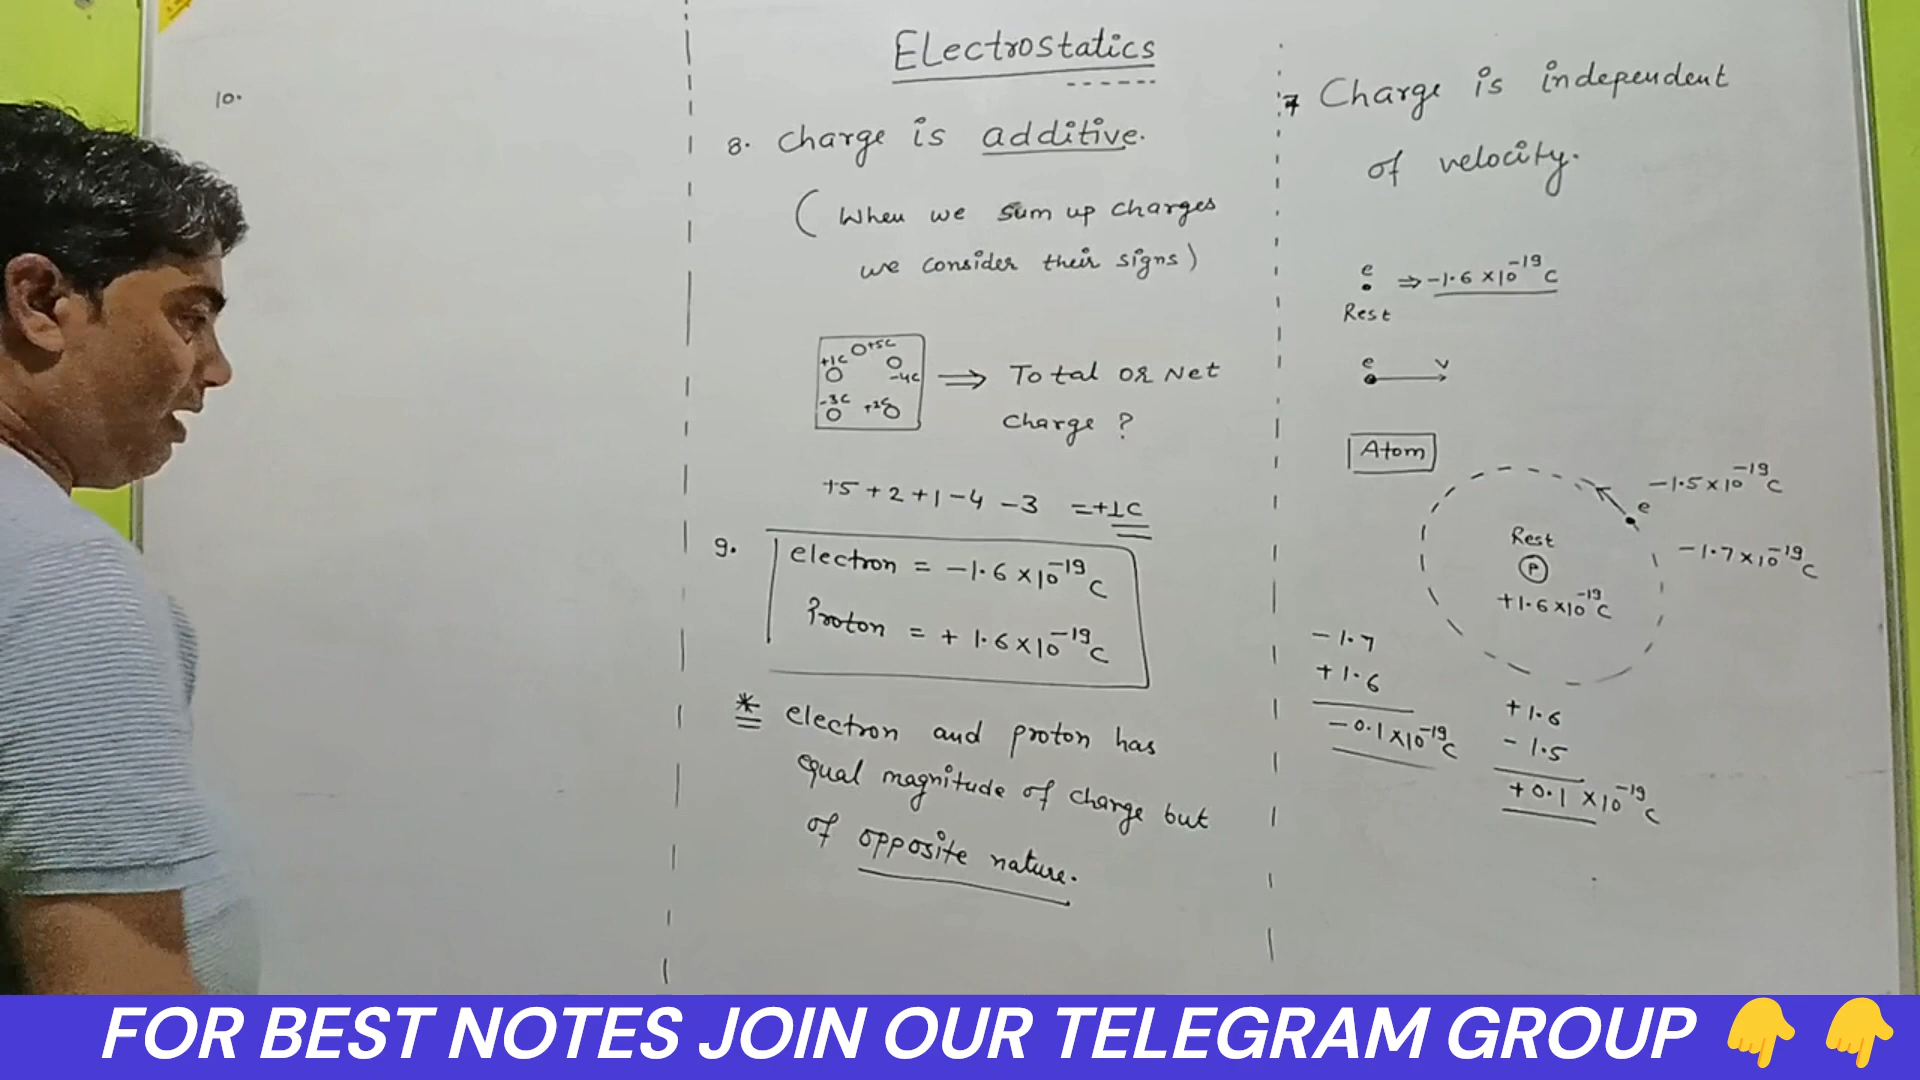 Electrostatics
10.
8. Charge is additive.
(When we sum up charges
we consider their signs)
+5C
+1C
-4C
-3C
+2C
⇒ Total or Net
Charge ?
+5 + 2 + 1 - 4 - 3 = +1C
9. electron = -1.6 × 10⁻¹⁹ C
Proton = + 1.6 × 10⁻¹⁹ C
* electron and proton has
equal magnitude of charge but
of opposite nature.
7 Charge is independent
of velocity.
e ⇒ -1.6 × 10⁻¹⁹ C
Rest
e v
Atom
-1.5 × 10⁻¹⁹ C
e
Rest
P
+1.6 × 10⁻¹⁹ C
-1.7 × 10⁻¹⁹ C
-1.7
+1.6
-0.1 × 10⁻¹⁹ C
+1.6
-1.5
+0.1 × 10⁻¹⁹ C
FOR BEST NOTES JOIN OUR TELEGRAM GROUP 👇 👇